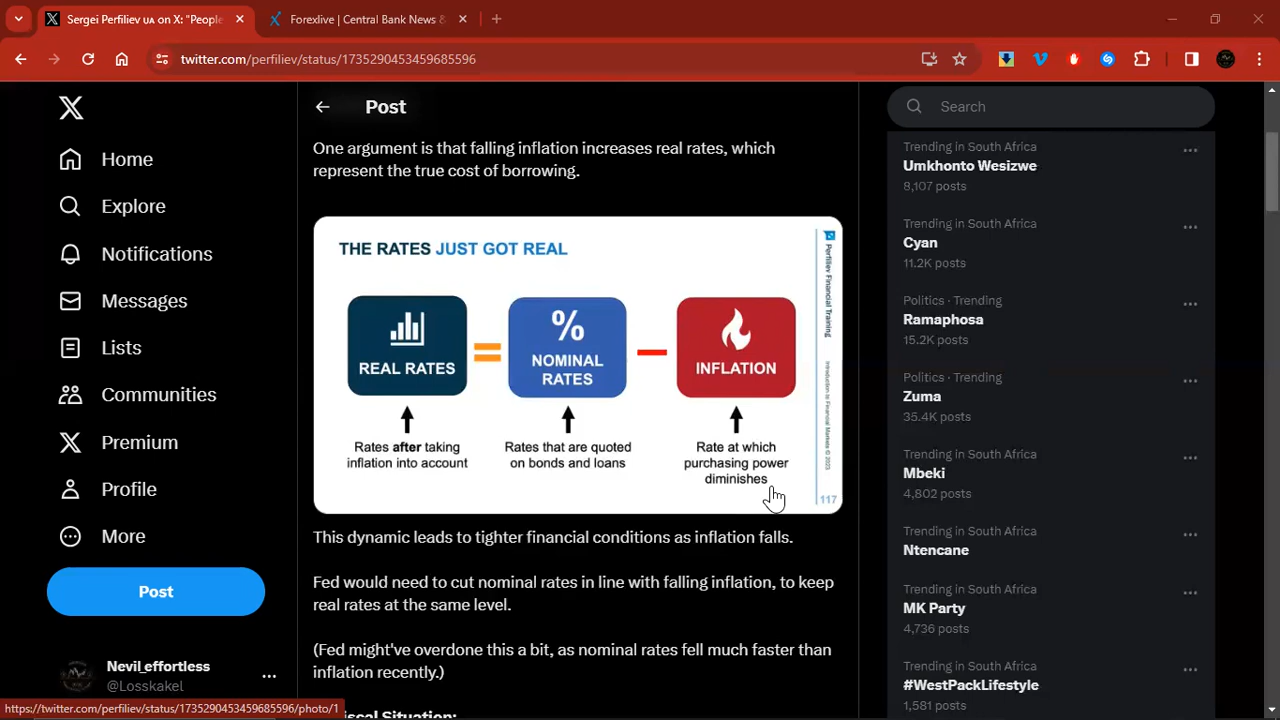 Sergei Perfiliev UA on X: "People
Forexlive | Central Bank News &
twitter.com/perfiliev/status/1735290453459685596
Home
Explore
Notifications
Messages
Lists
Communities
Premium
Profile
More
Post
Nevil_effortless
@Losskakel
https://twitter.com/perfiliev/status/1735290453459685596/photo/1
Post
One argument is that falling inflation increases real rates, which
represent the true cost of borrowing.
THE RATES JUST GOT REAL
REAL RATES
%
NOMINAL
RATES
INFLATION
Rates after taking
inflation into account
Rates that are quoted
on bonds and loans
Rate at which
purchasing power
diminishes
Perfiliev Financial Training
Introduction to Financial Markets © 2023
117
This dynamic leads to tighter financial conditions as inflation falls.
Fed would need to cut nominal rates in line with falling inflation, to keep
real rates at the same level.
(Fed might've overdone this a bit, as nominal rates fell much faster than
inflation recently.)
Search
Trending in South Africa
Umkhonto Wesizwe
8,107 posts
Trending in South Africa
Cyan
11.2K posts
Politics · Trending
Ramaphosa
15.2K posts
Politics · Trending
Zuma
35.4K posts
Trending in South Africa
Mbeki
4,802 posts
Trending in South Africa
Ntencane
Trending in South Africa
MK Party
4,736 posts
Trending in South Africa
#WestPackLifestyle
1,581 posts